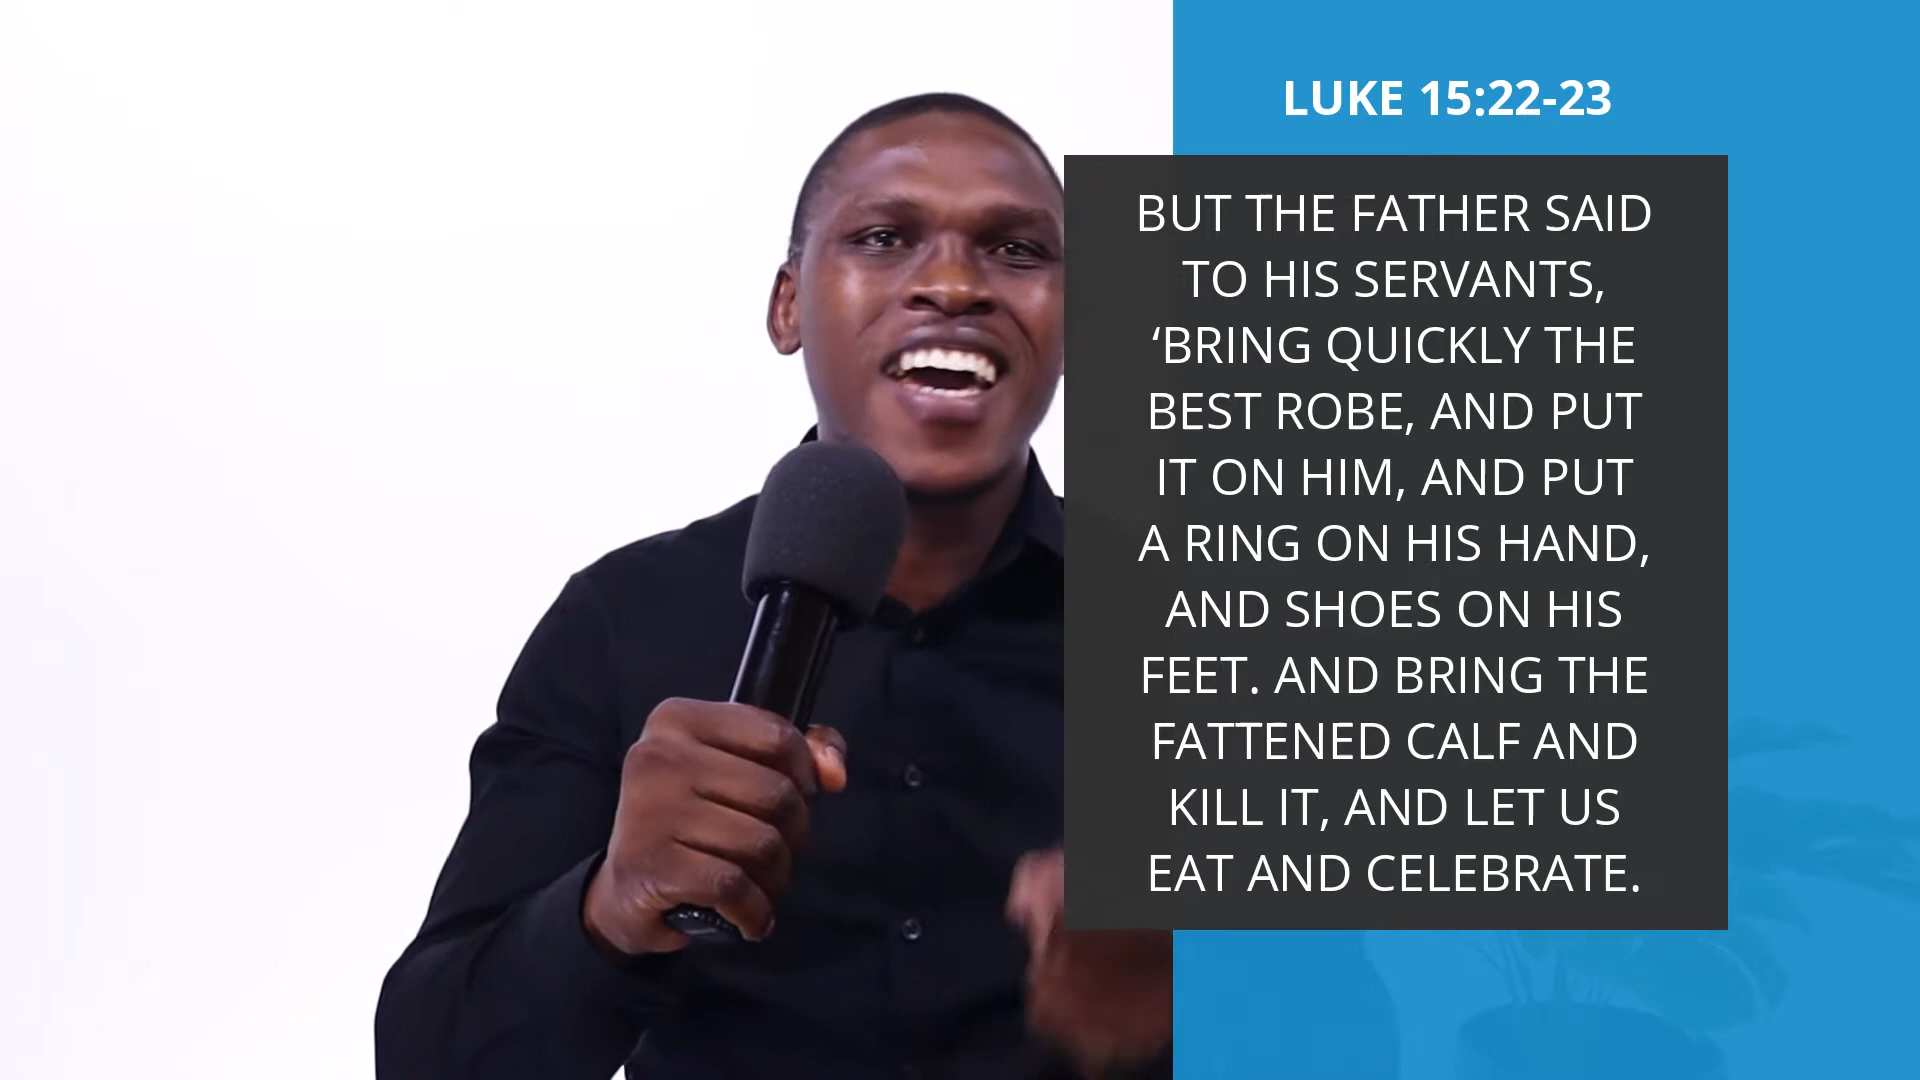 LUKE 15:22-23
BUT THE FATHER SAID
TO HIS SERVANTS,
‘BRING QUICKLY THE
BEST ROBE, AND PUT
IT ON HIM, AND PUT
A RING ON HIS HAND,
AND SHOES ON HIS
FEET. AND BRING THE
FATTENED CALF AND
KILL IT, AND LET US
EAT AND CELEBRATE.